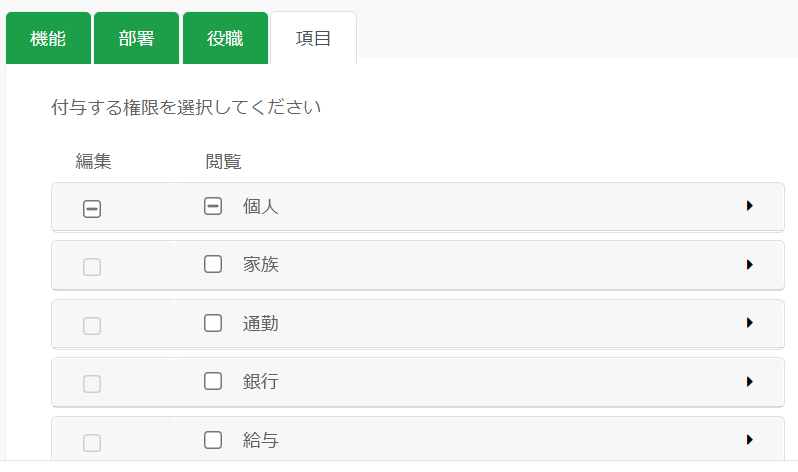 機能 部署 役職 項目
付与する権限を選択してください
編集 閲覧
個人
家族
通勤
銀行
給与